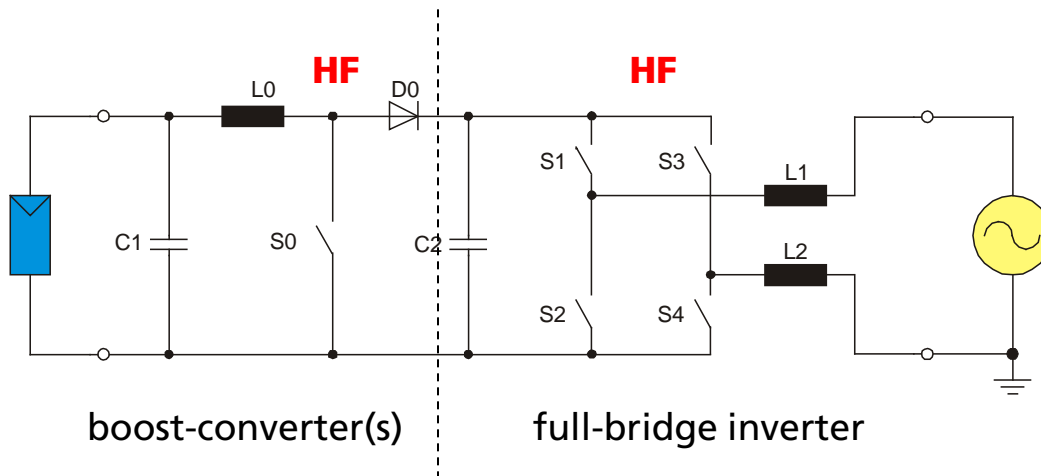 HF
HF
L0
D0
S1
S3
L1
C1
S0
C2
L2
S2
S4
boost-converter(s)
full-bridge inverter